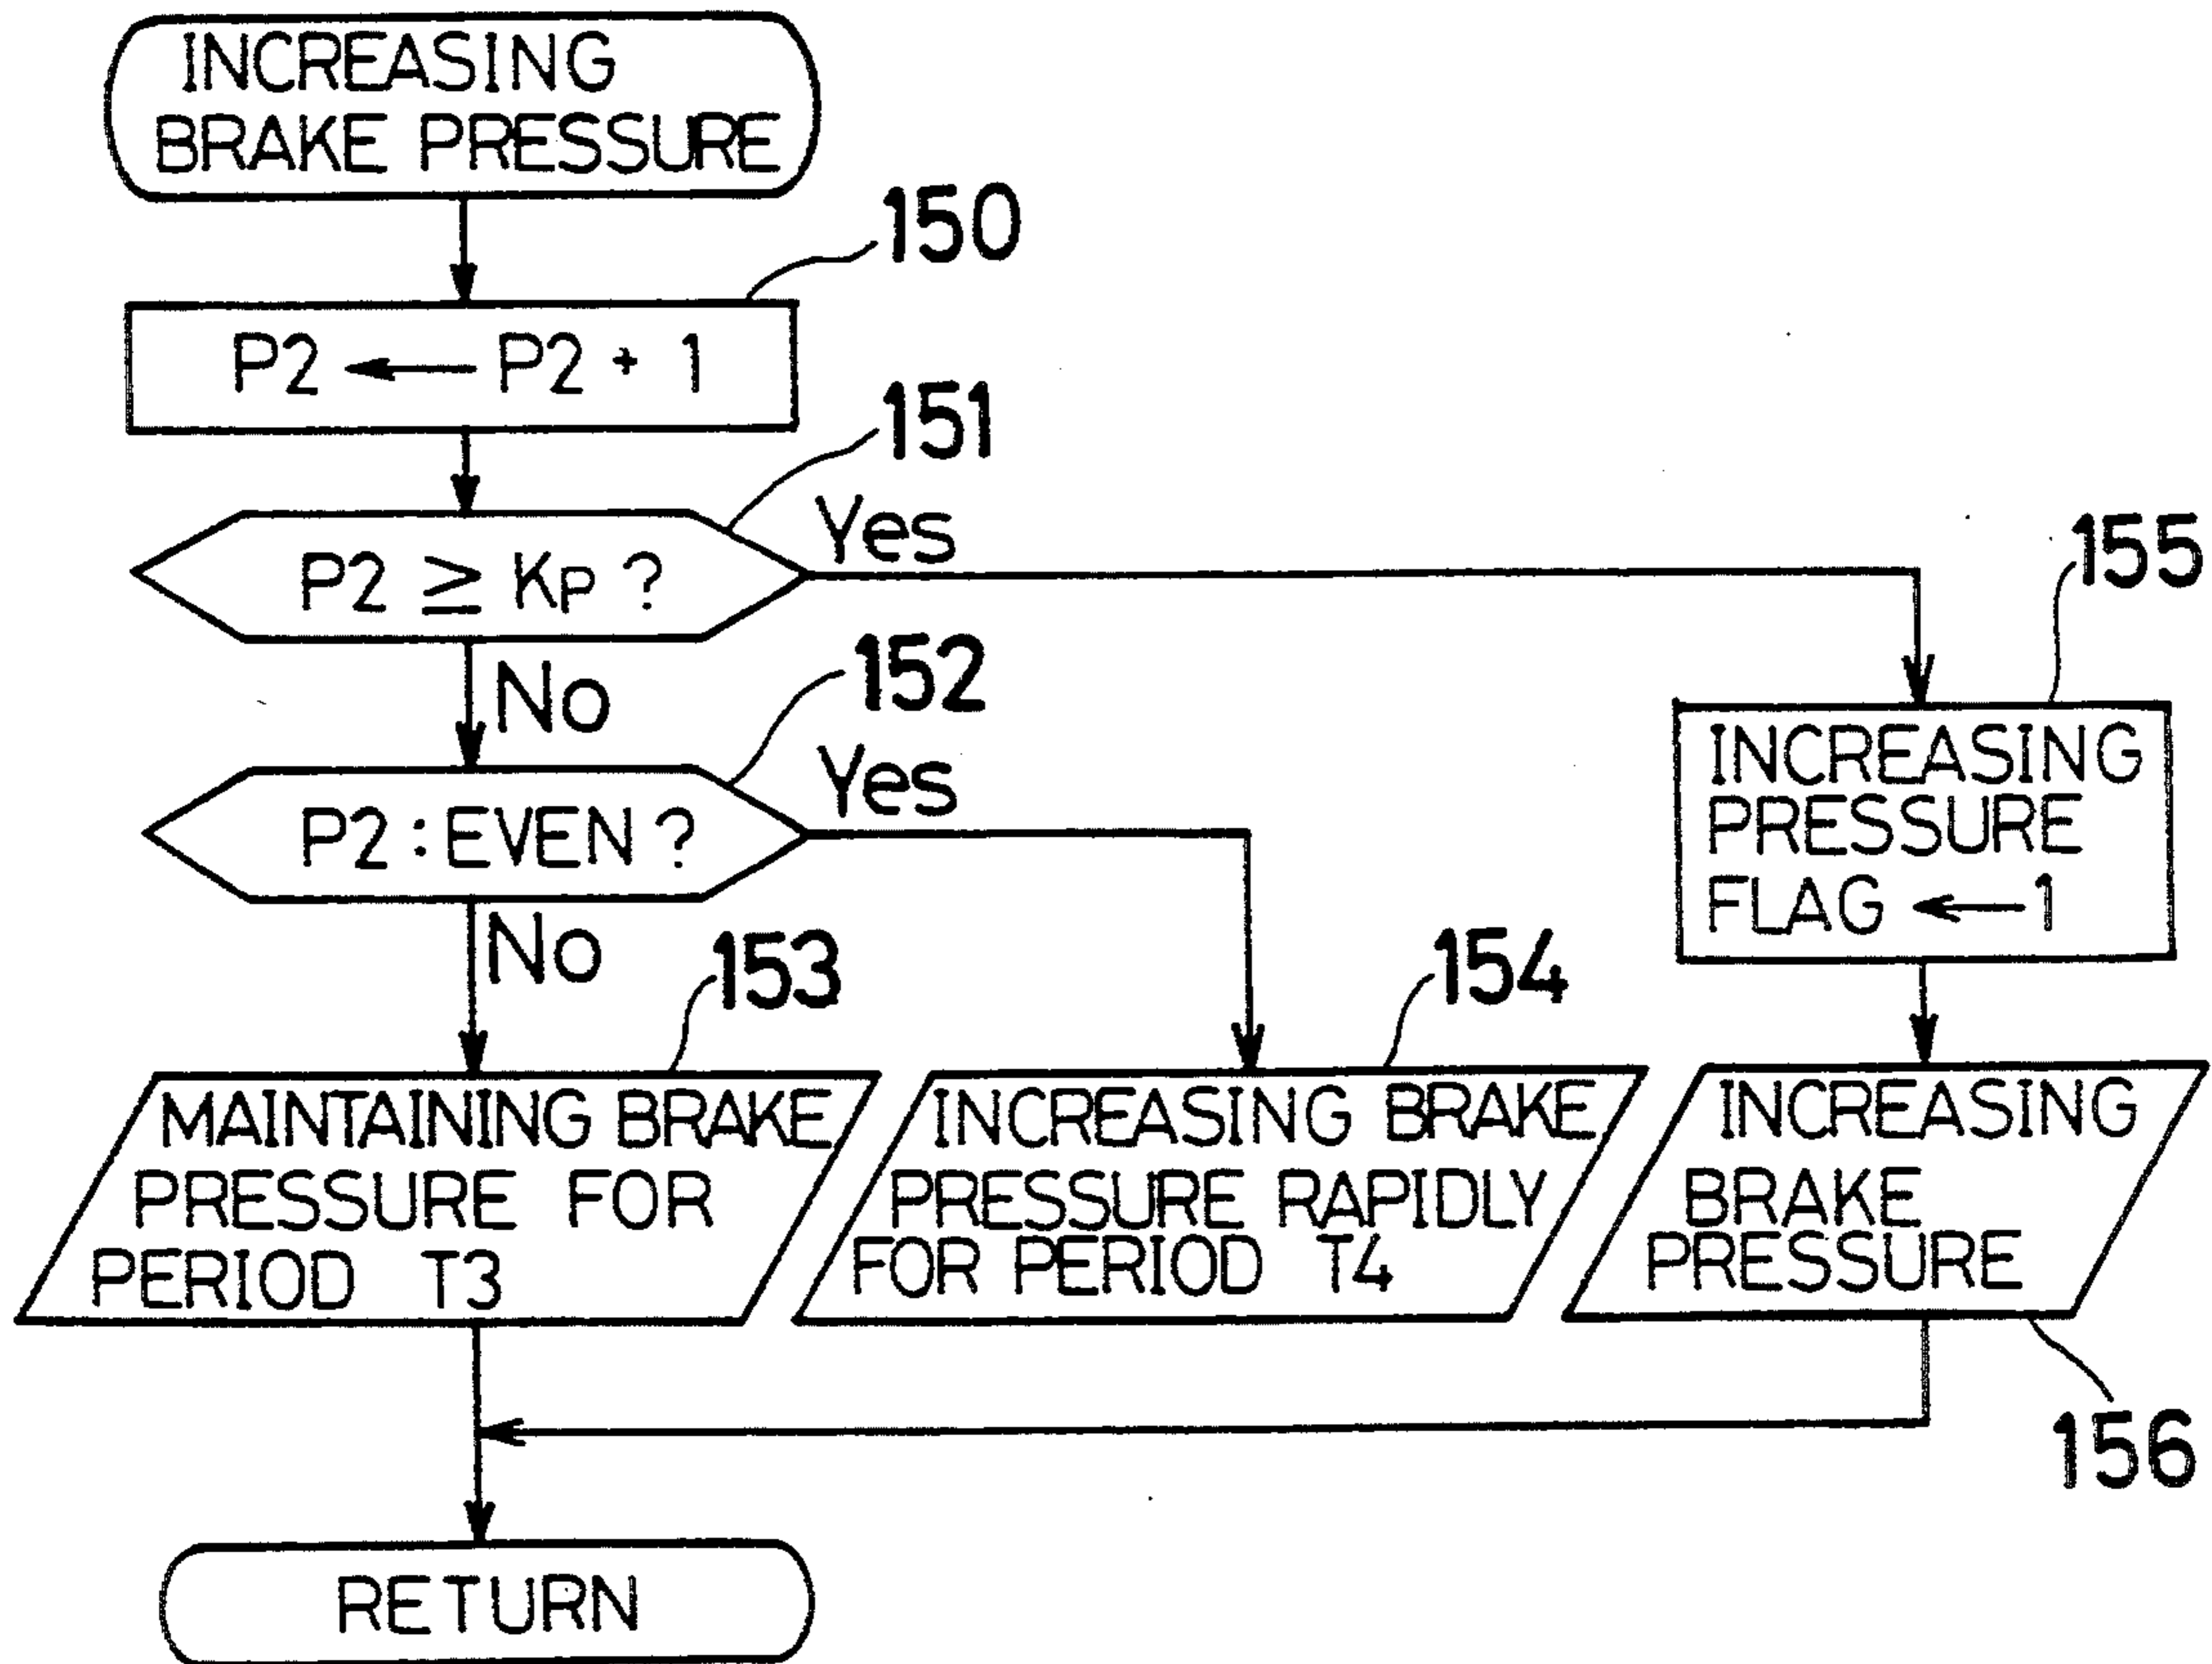 INCREASING
BRAKE PRESSURE
150
P2 ← P2 + 1
151
P2 ≧ KP ?
Yes
No
152
P2 : EVEN ?
Yes
No
155
INCREASING
PRESSURE
FLAG ← 1
153
MAINTAINING BRAKE
PRESSURE FOR
PERIOD T3
154
INCREASING BRAKE
PRESSURE RAPIDLY
FOR PERIOD T4
INCREASING
BRAKE
PRESSURE
156
RETURN